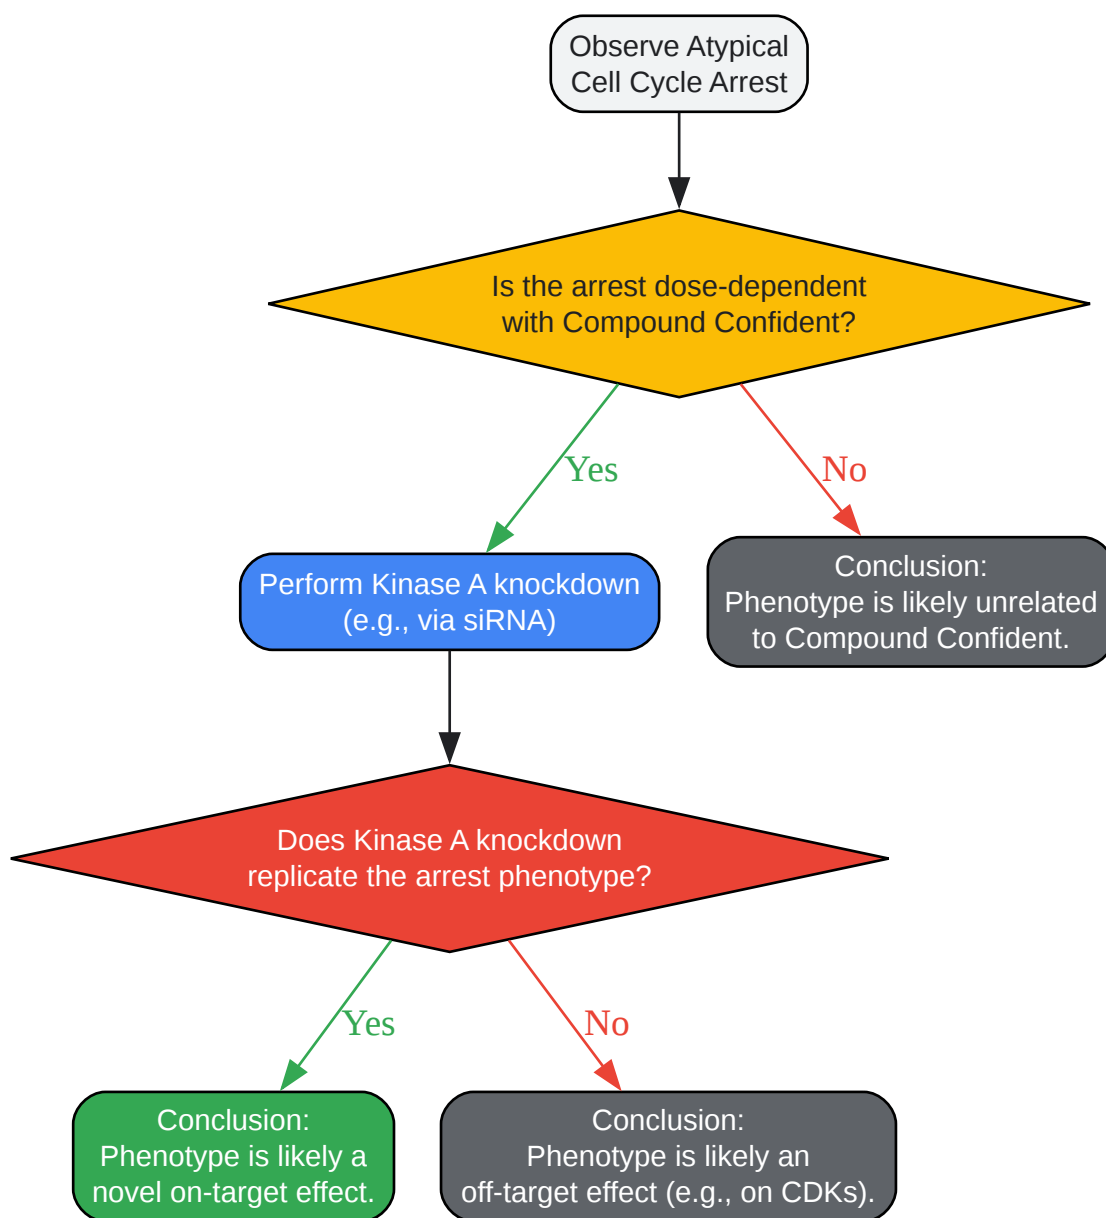 Observe Atypical
Cell Cycle Arrest
Is the arrest dose-dependent
with Compound Confident?
Yes
No
Perform Kinase A knockdown
(e.g., via siRNA)
Conclusion:
Phenotype is likely unrelated
to Compound Confident.
Does Kinase A knockdown
replicate the arrest phenotype?
Yes
No
Conclusion:
Phenotype is likely a
novel on-target effect.
Conclusion:
Phenotype is likely an
off-target effect (e.g., on CDKs).